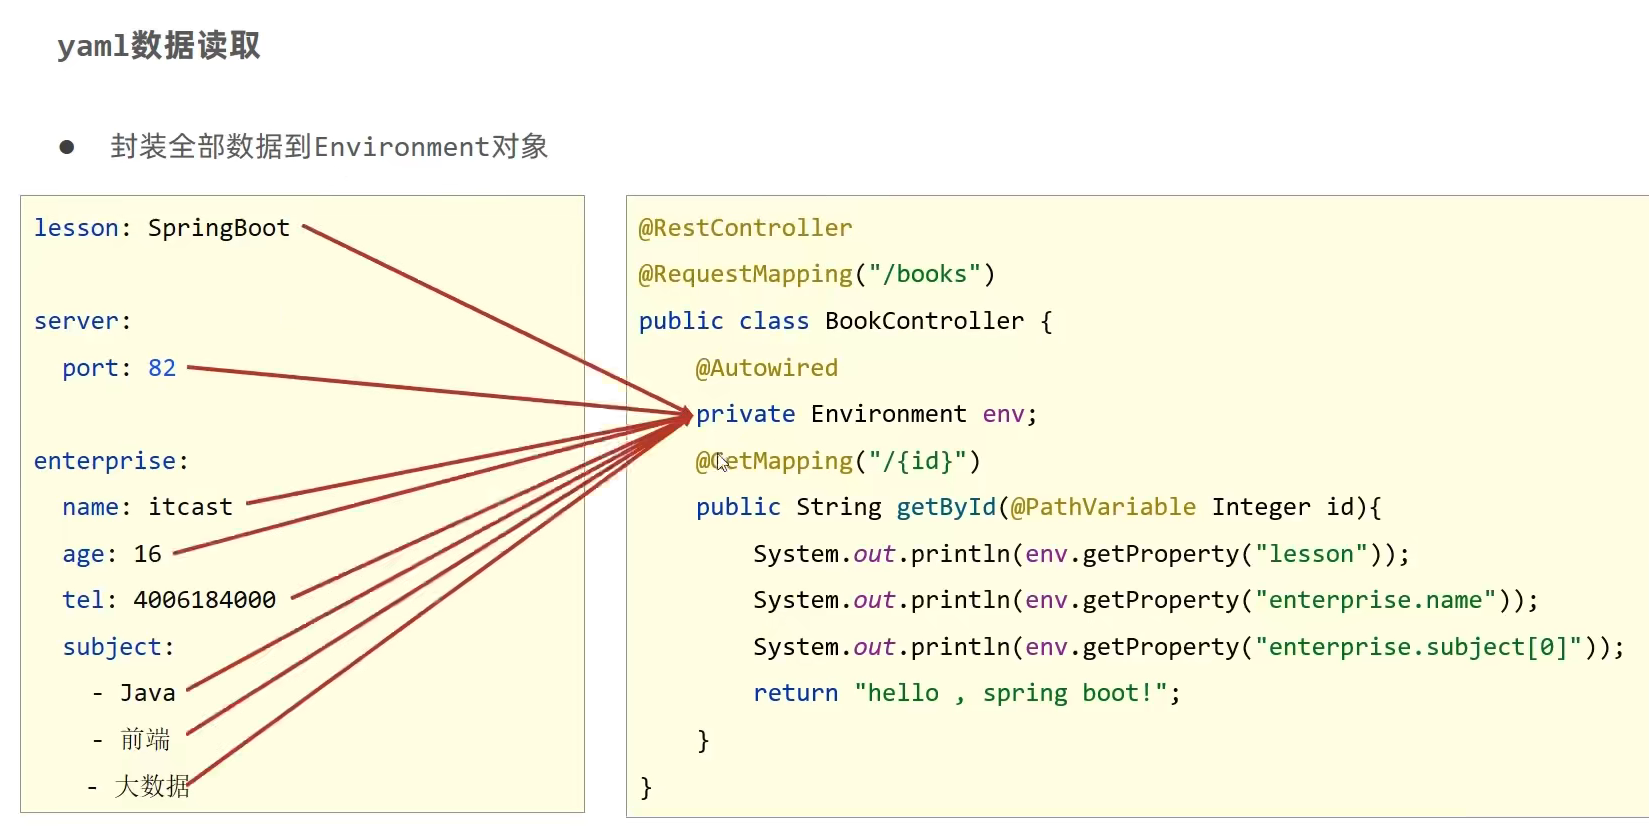 yaml数据读取
● 封装全部数据到Environment对象
lesson: SpringBoot
server:
  port: 82
enterprise:
  name: itcast
  age: 16
  tel: 4006184000
  subject:
    - Java
    - 前端
    - 大数据
@RestController
@RequestMapping("/books")
public class BookController {
    @Autowired
    private Environment env;
    @GetMapping("/{id}")
    public String getById(@PathVariable Integer id){
        System.out.println(env.getProperty("lesson"));
        System.out.println(env.getProperty("enterprise.name"));
        System.out.println(env.getProperty("enterprise.subject[0]"));
        return "hello , spring boot!";
    }
}